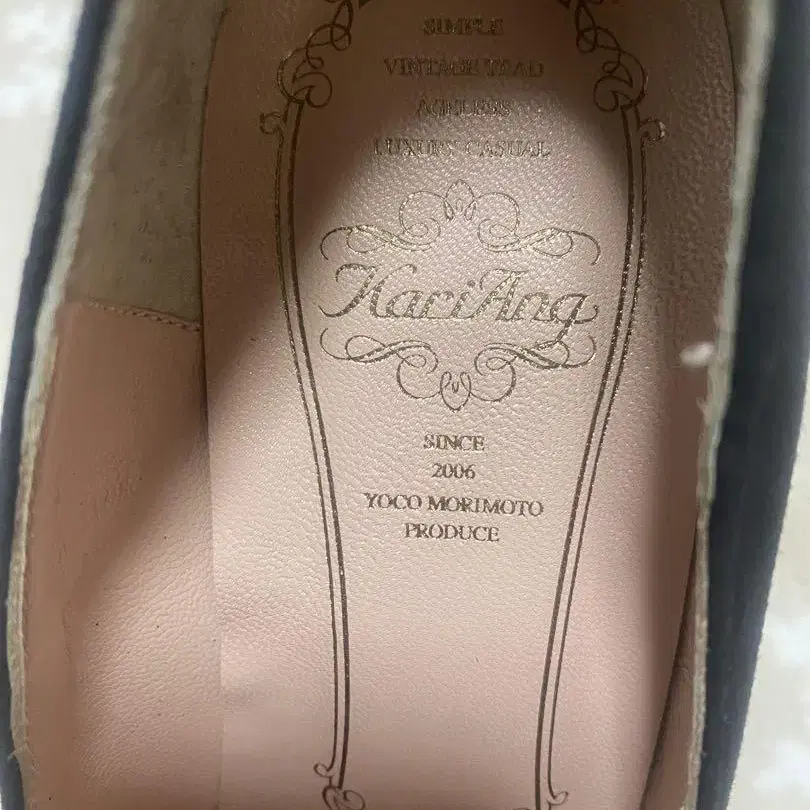 SIMPLE
VINTAGE TRAD
AGELESS
LUXURY CASUAL
KariAng
SINCE
2006
YOCO MORIMOTO
PRODUCE